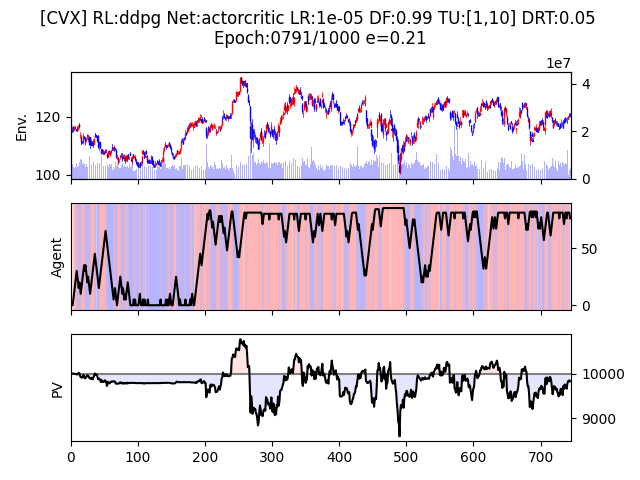 [CVX] RL:ddpg Net:actorcritic LR:1e-05 DF:0.99 TU:[1,10] DRT:0.05
Epoch:0791/1000 e=0.21
1e7
Env.
120
100
4
2
0
Agent
50
0
PV
10000
9000
0 100 200 300 400 500 600 700